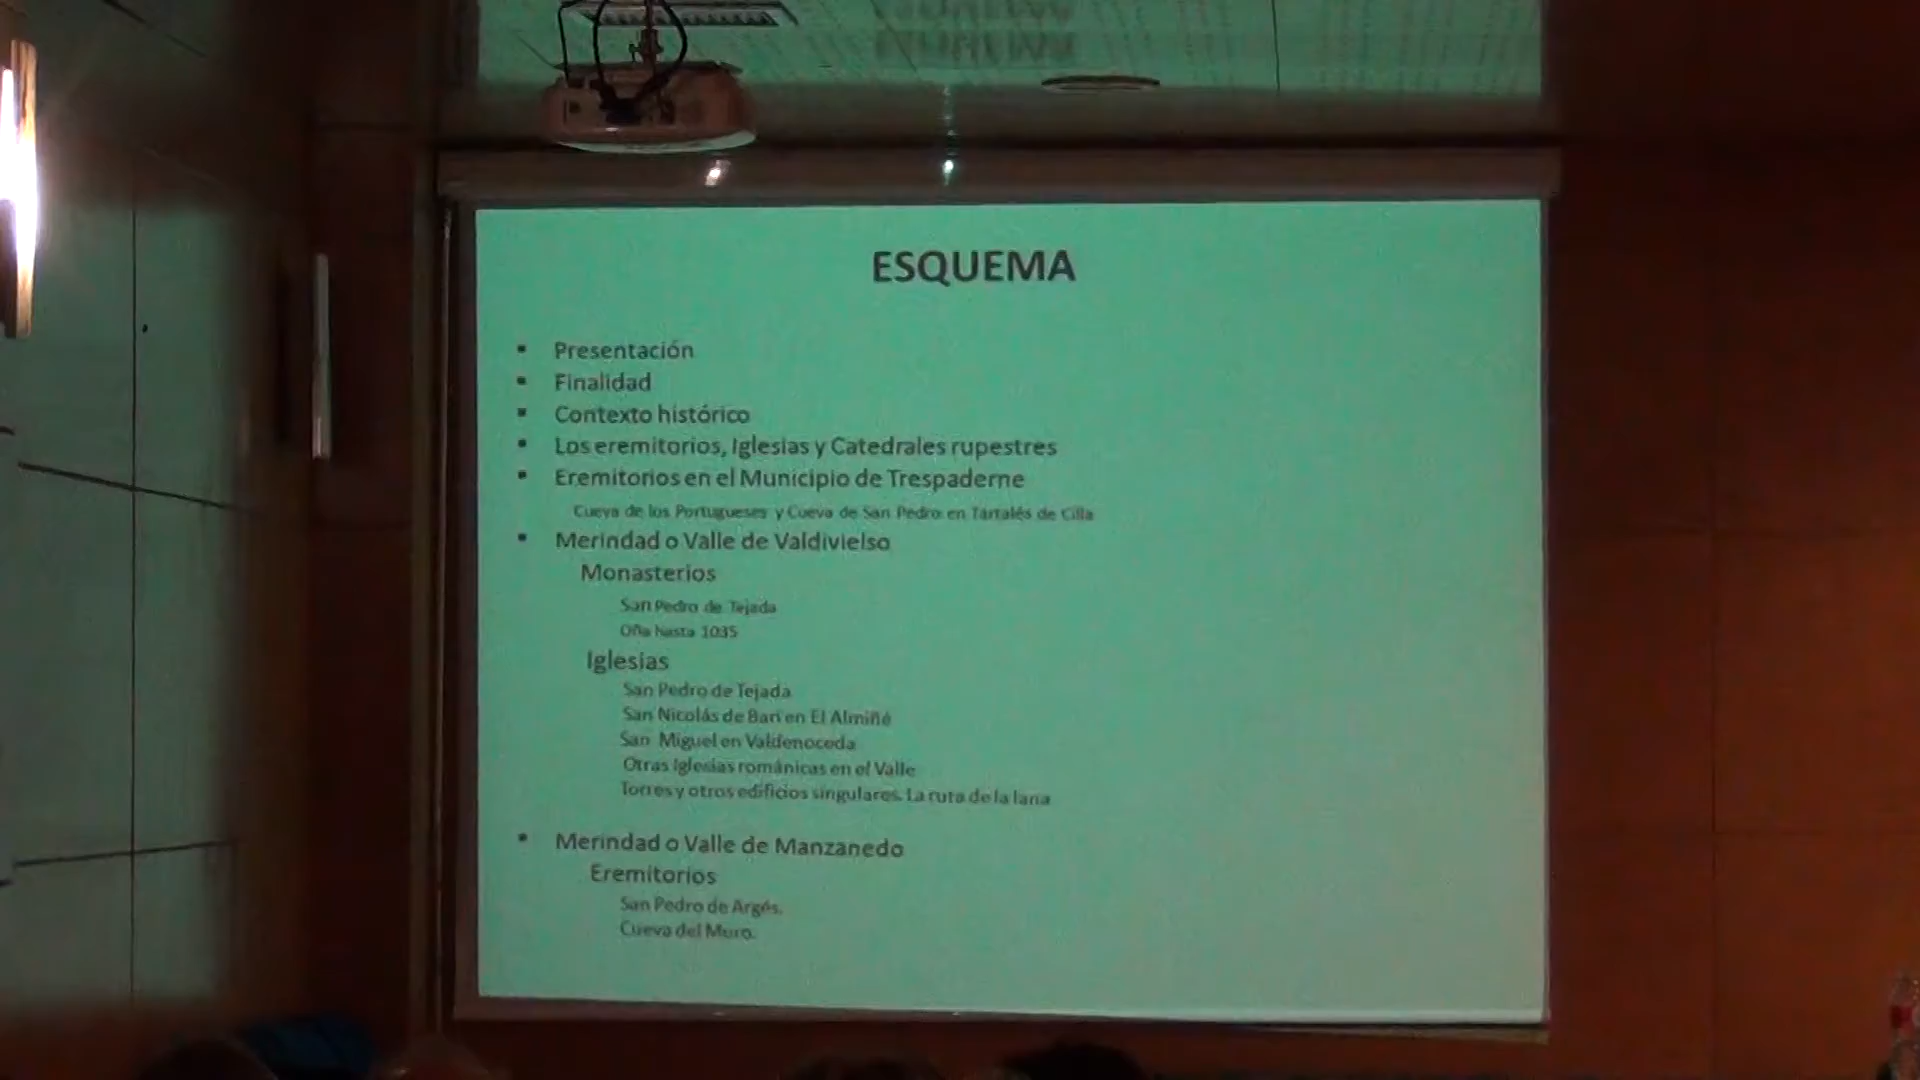 ESQUEMA
Presentación
Finalidad
Contexto histórico
Los eremitorios, Iglesias y Catedrales rupestres
Eremitorios en el Municipio de Trespaderne
Cueva de los Portugueses y Cueva de San Pedro en Tartalés de Cilla
Merindad o Valle de Valdivielso
Monasterios
San Pedro de Tejada
Oña hasta 1035
Iglesias
San Pedro de Tejada
San Nicolás de Bari en El Almiñé
San Miguel en Valdenoceda
Otras Iglesias románicas en el Valle
Torres y otros edificios singulares. La ruta de la lana
Merindad o Valle de Manzanedo
Eremitorios
San Pedro de Argés.
Cueva del Muro.